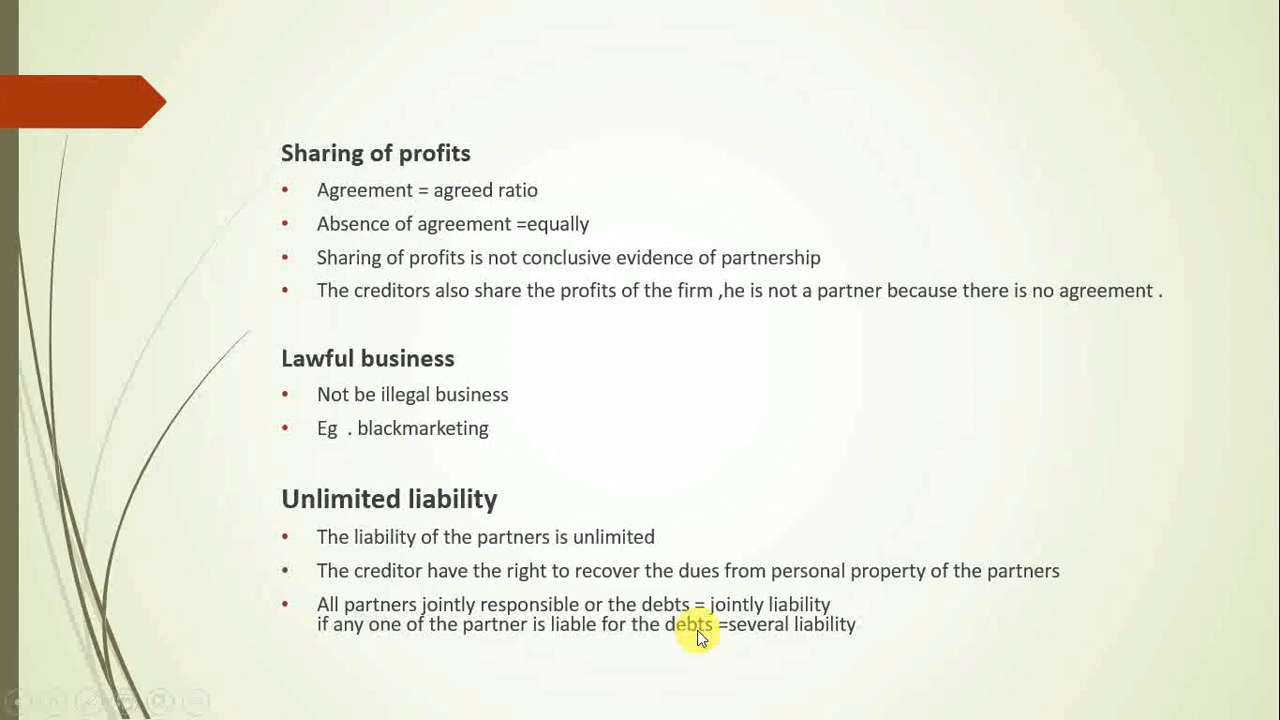 Sharing of profits
• Agreement = agreed ratio
• Absence of agreement =equally
• Sharing of profits is not conclusive evidence of partnership
• The creditors also share the profits of the firm ,he is not a partner because there is no agreement .
Lawful business
• Not be illegal business
• Eg . blackmarketing
Unlimited liability
• The liability of the partners is unlimited
• The creditor have the right to recover the dues from personal property of the partners
• All partners jointly responsible or the debts = jointly liability
if any one of the partner is liable for the debts =several liability